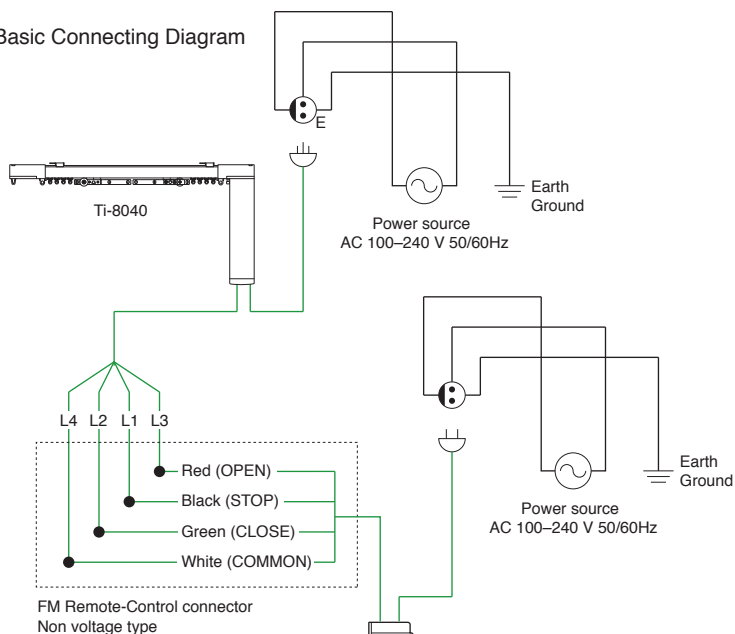 Basic Connecting Diagram
E
Ti-8040
Earth
Ground
Power source
AC 100–240 V 50/60Hz
L4 L2 L1 L3
Red (OPEN)
Black (STOP)
Green (CLOSE)
White (COMMON)
Earth
Ground
Power source
AC 100–240 V 50/60Hz
FM Remote-Control connector
Non voltage type